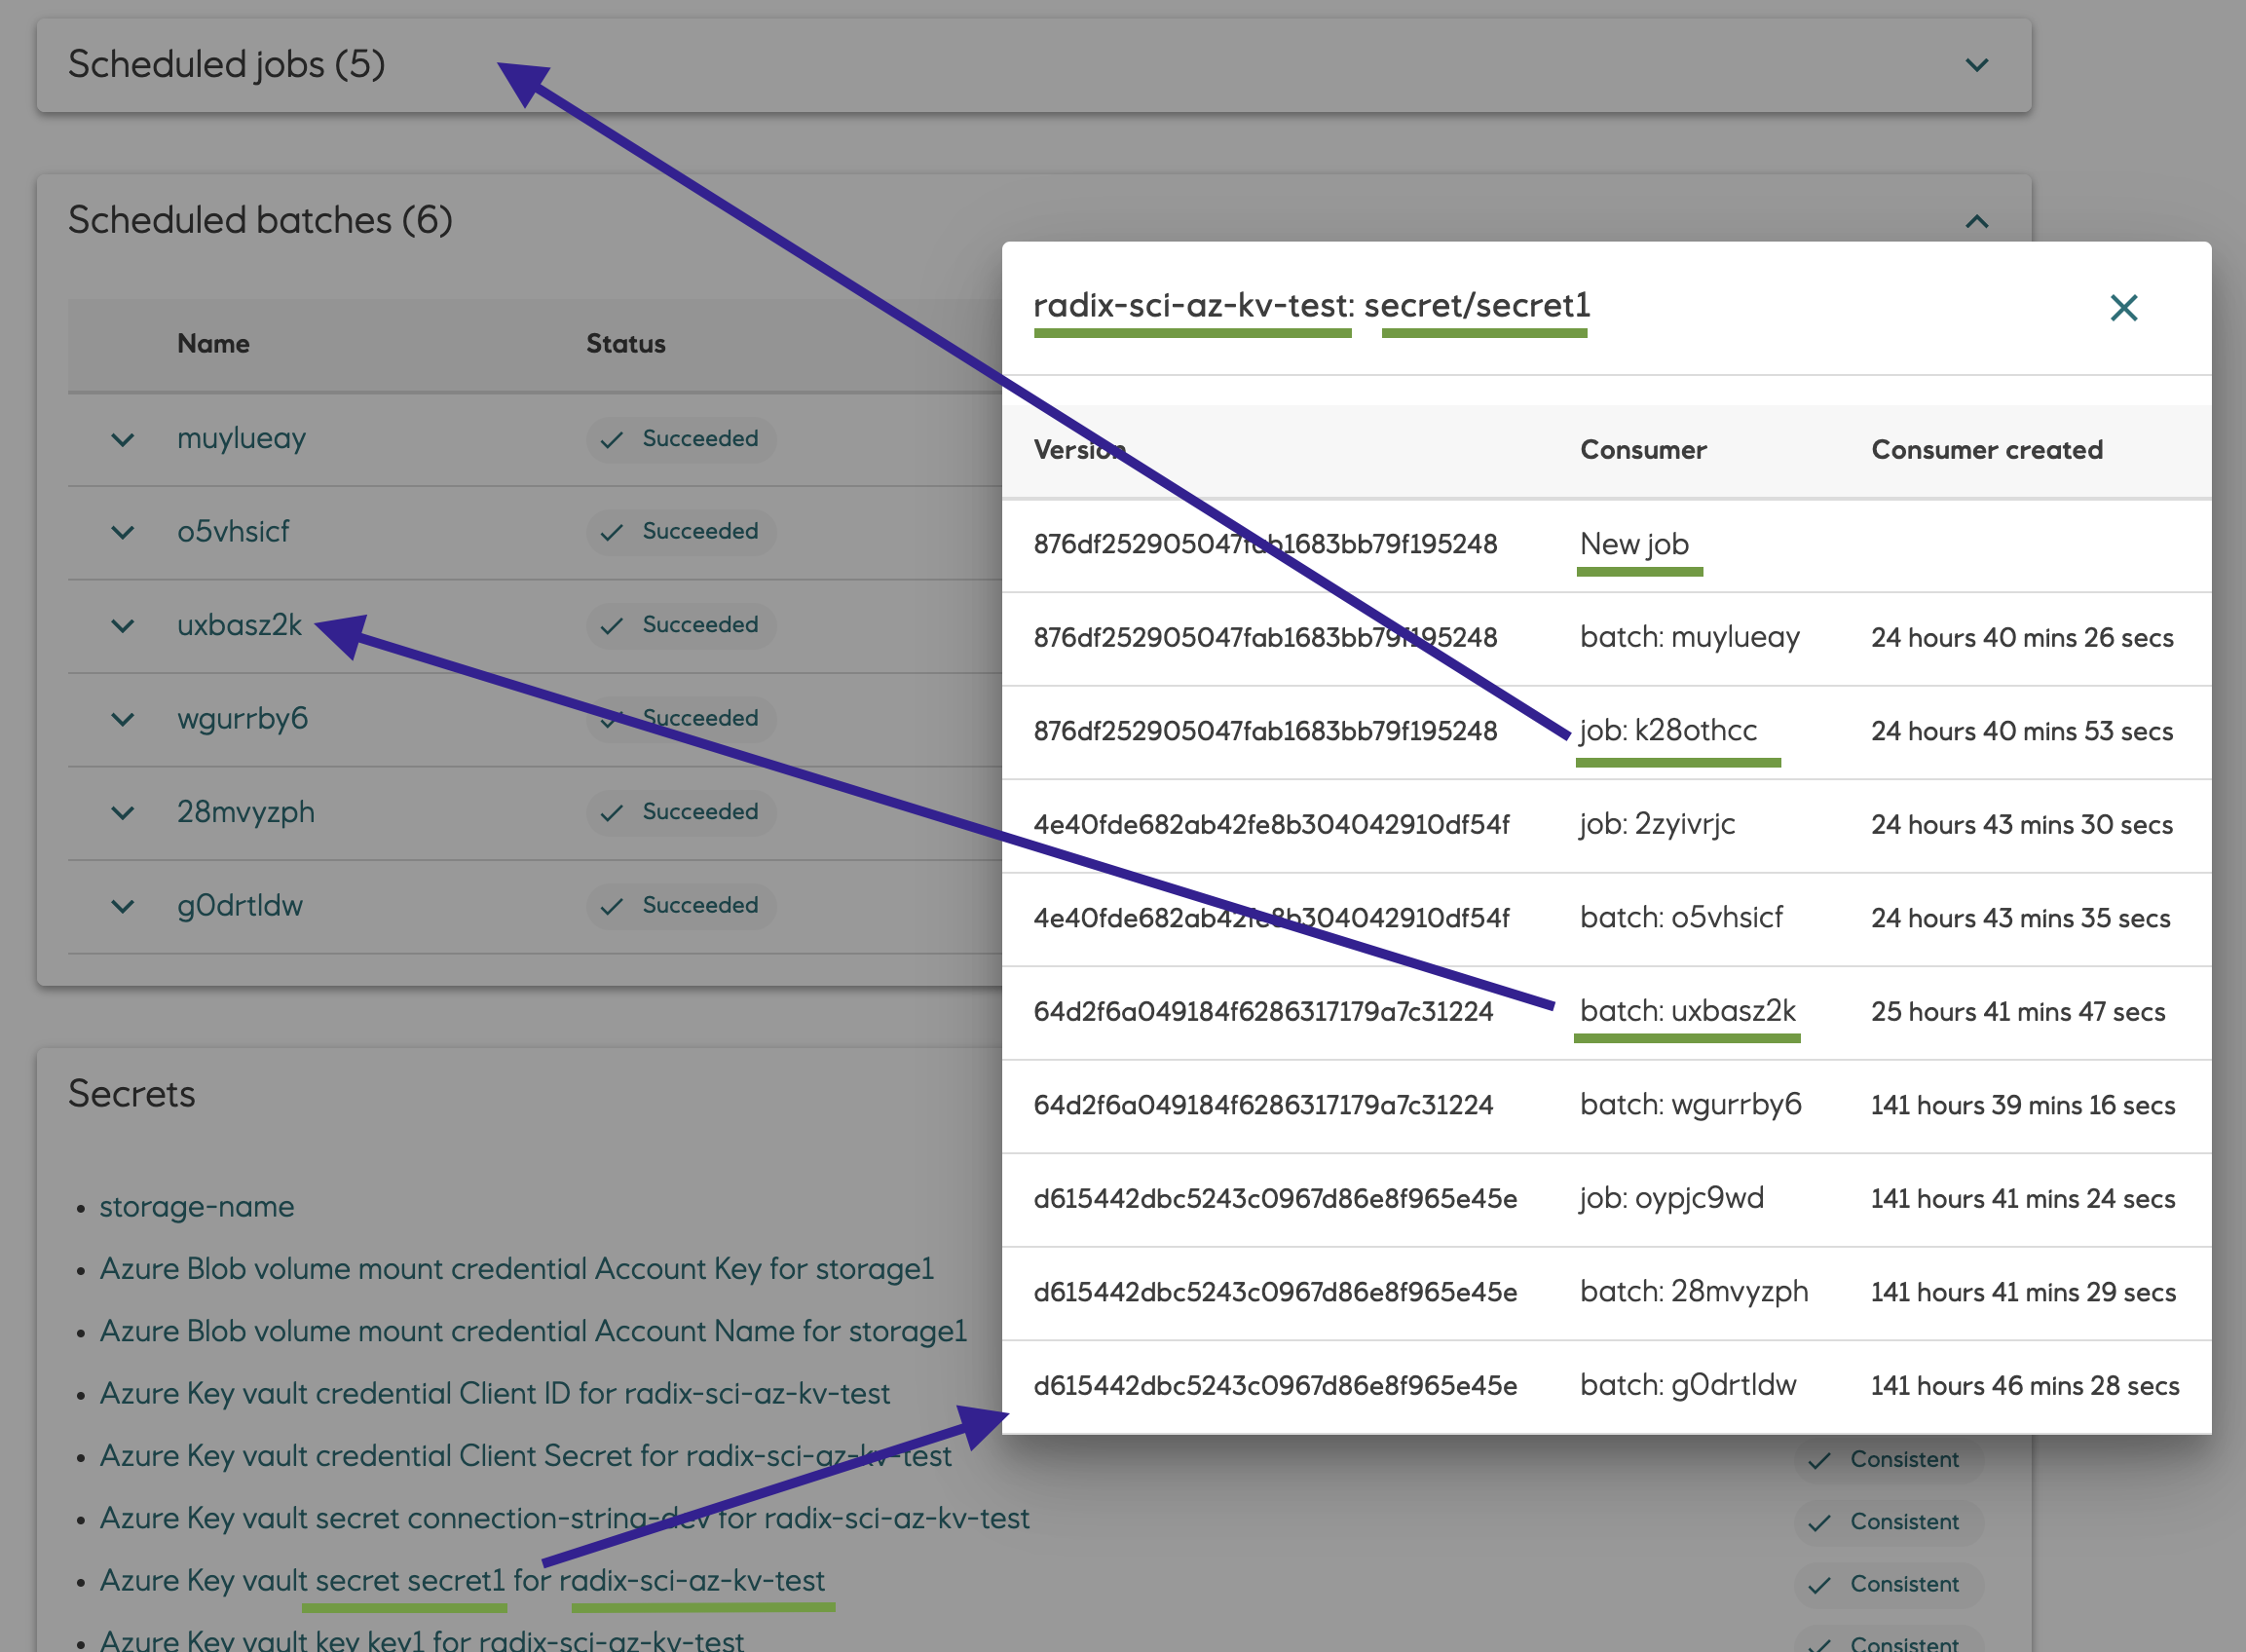 Scheduled jobs (5)
Scheduled batches (6)
Name Status
muylueay Succeeded
o5vhsicf Succeeded
uxbasz2k Succeeded
wgurrby6 Succeeded
28mvyzph Succeeded
g0drtldw Succeeded
radix-sci-az-kv-test: secret/secret1
Version Consumer Consumer created
876df252905047fab1683bb79f195248 New job
876df252905047fab1683bb79f195248 batch: muylueay 24 hours 40 mins 26 secs
876df252905047fab1683bb79f195248 job: k28othcc 24 hours 40 mins 53 secs
4e40fde682ab42fe8b304042910df54f job: 2zyivrjc 24 hours 43 mins 30 secs
4e40fde682ab42fe8b304042910df54f batch: o5vhsicf 24 hours 43 mins 35 secs
64d2f6a049184f6286317179a7c31224 batch: uxbasz2k 25 hours 41 mins 47 secs
64d2f6a049184f6286317179a7c31224 batch: wgurrby6 141 hours 39 mins 16 secs
d615442dbc5243c0967d86e8f965e45e job: oypjc9wd 141 hours 41 mins 24 secs
d615442dbc5243c0967d86e8f965e45e batch: 28mvyzph 141 hours 41 mins 29 secs
d615442dbc5243c0967d86e8f965e45e batch: g0drtldw 141 hours 46 mins 28 secs
Secrets
• storage-name
• Azure Blob volume mount credential Account Key for storage1
• Azure Blob volume mount credential Account Name for storage1
• Azure Key vault credential Client ID for radix-sci-az-kv-test
• Azure Key vault credential Client Secret for radix-sci-az-kv-test Consistent
• Azure Key vault secret connection-string-dev for radix-sci-az-kv-test Consistent
• Azure Key vault secret secret1 for radix-sci-az-kv-test Consistent
• Azure Key vault key key1 for radix-sci-az-kv-test Consistent